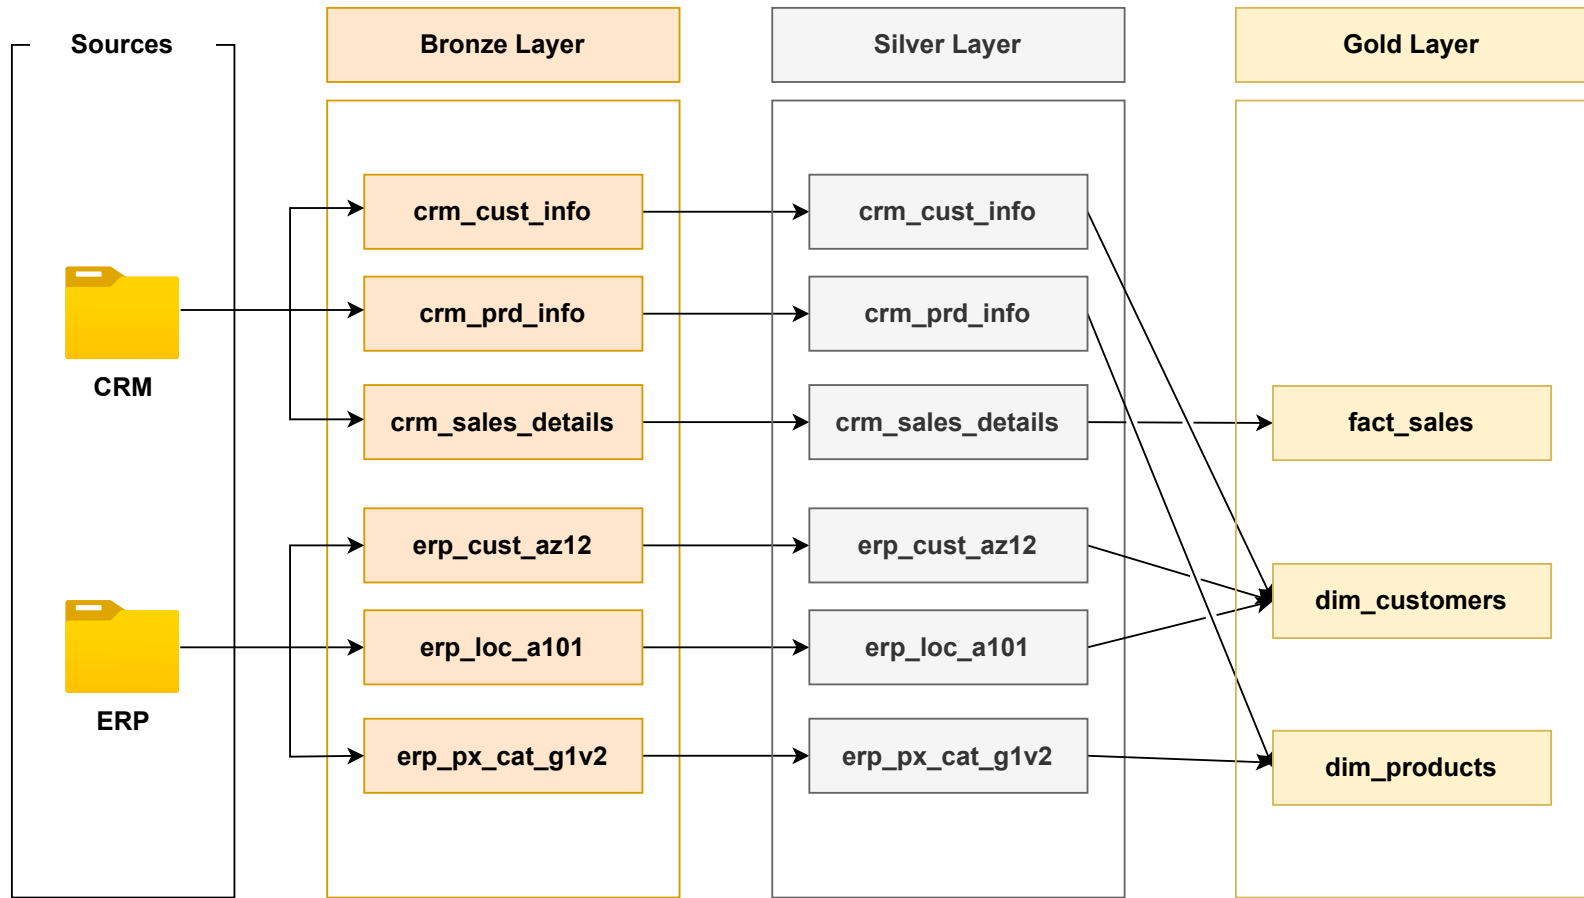 Sources
Bronze Layer
Silver Layer
Gold Layer
crm_cust_info
crm_cust_info
crm_prd_info
crm_prd_info
CRM
crm_sales_details
crm_sales_details
fact_sales
erp_cust_az12
erp_cust_az12
dim_customers
erp_loc_a101
erp_loc_a101
ERP
erp_px_cat_g1v2
erp_px_cat_g1v2
dim_products